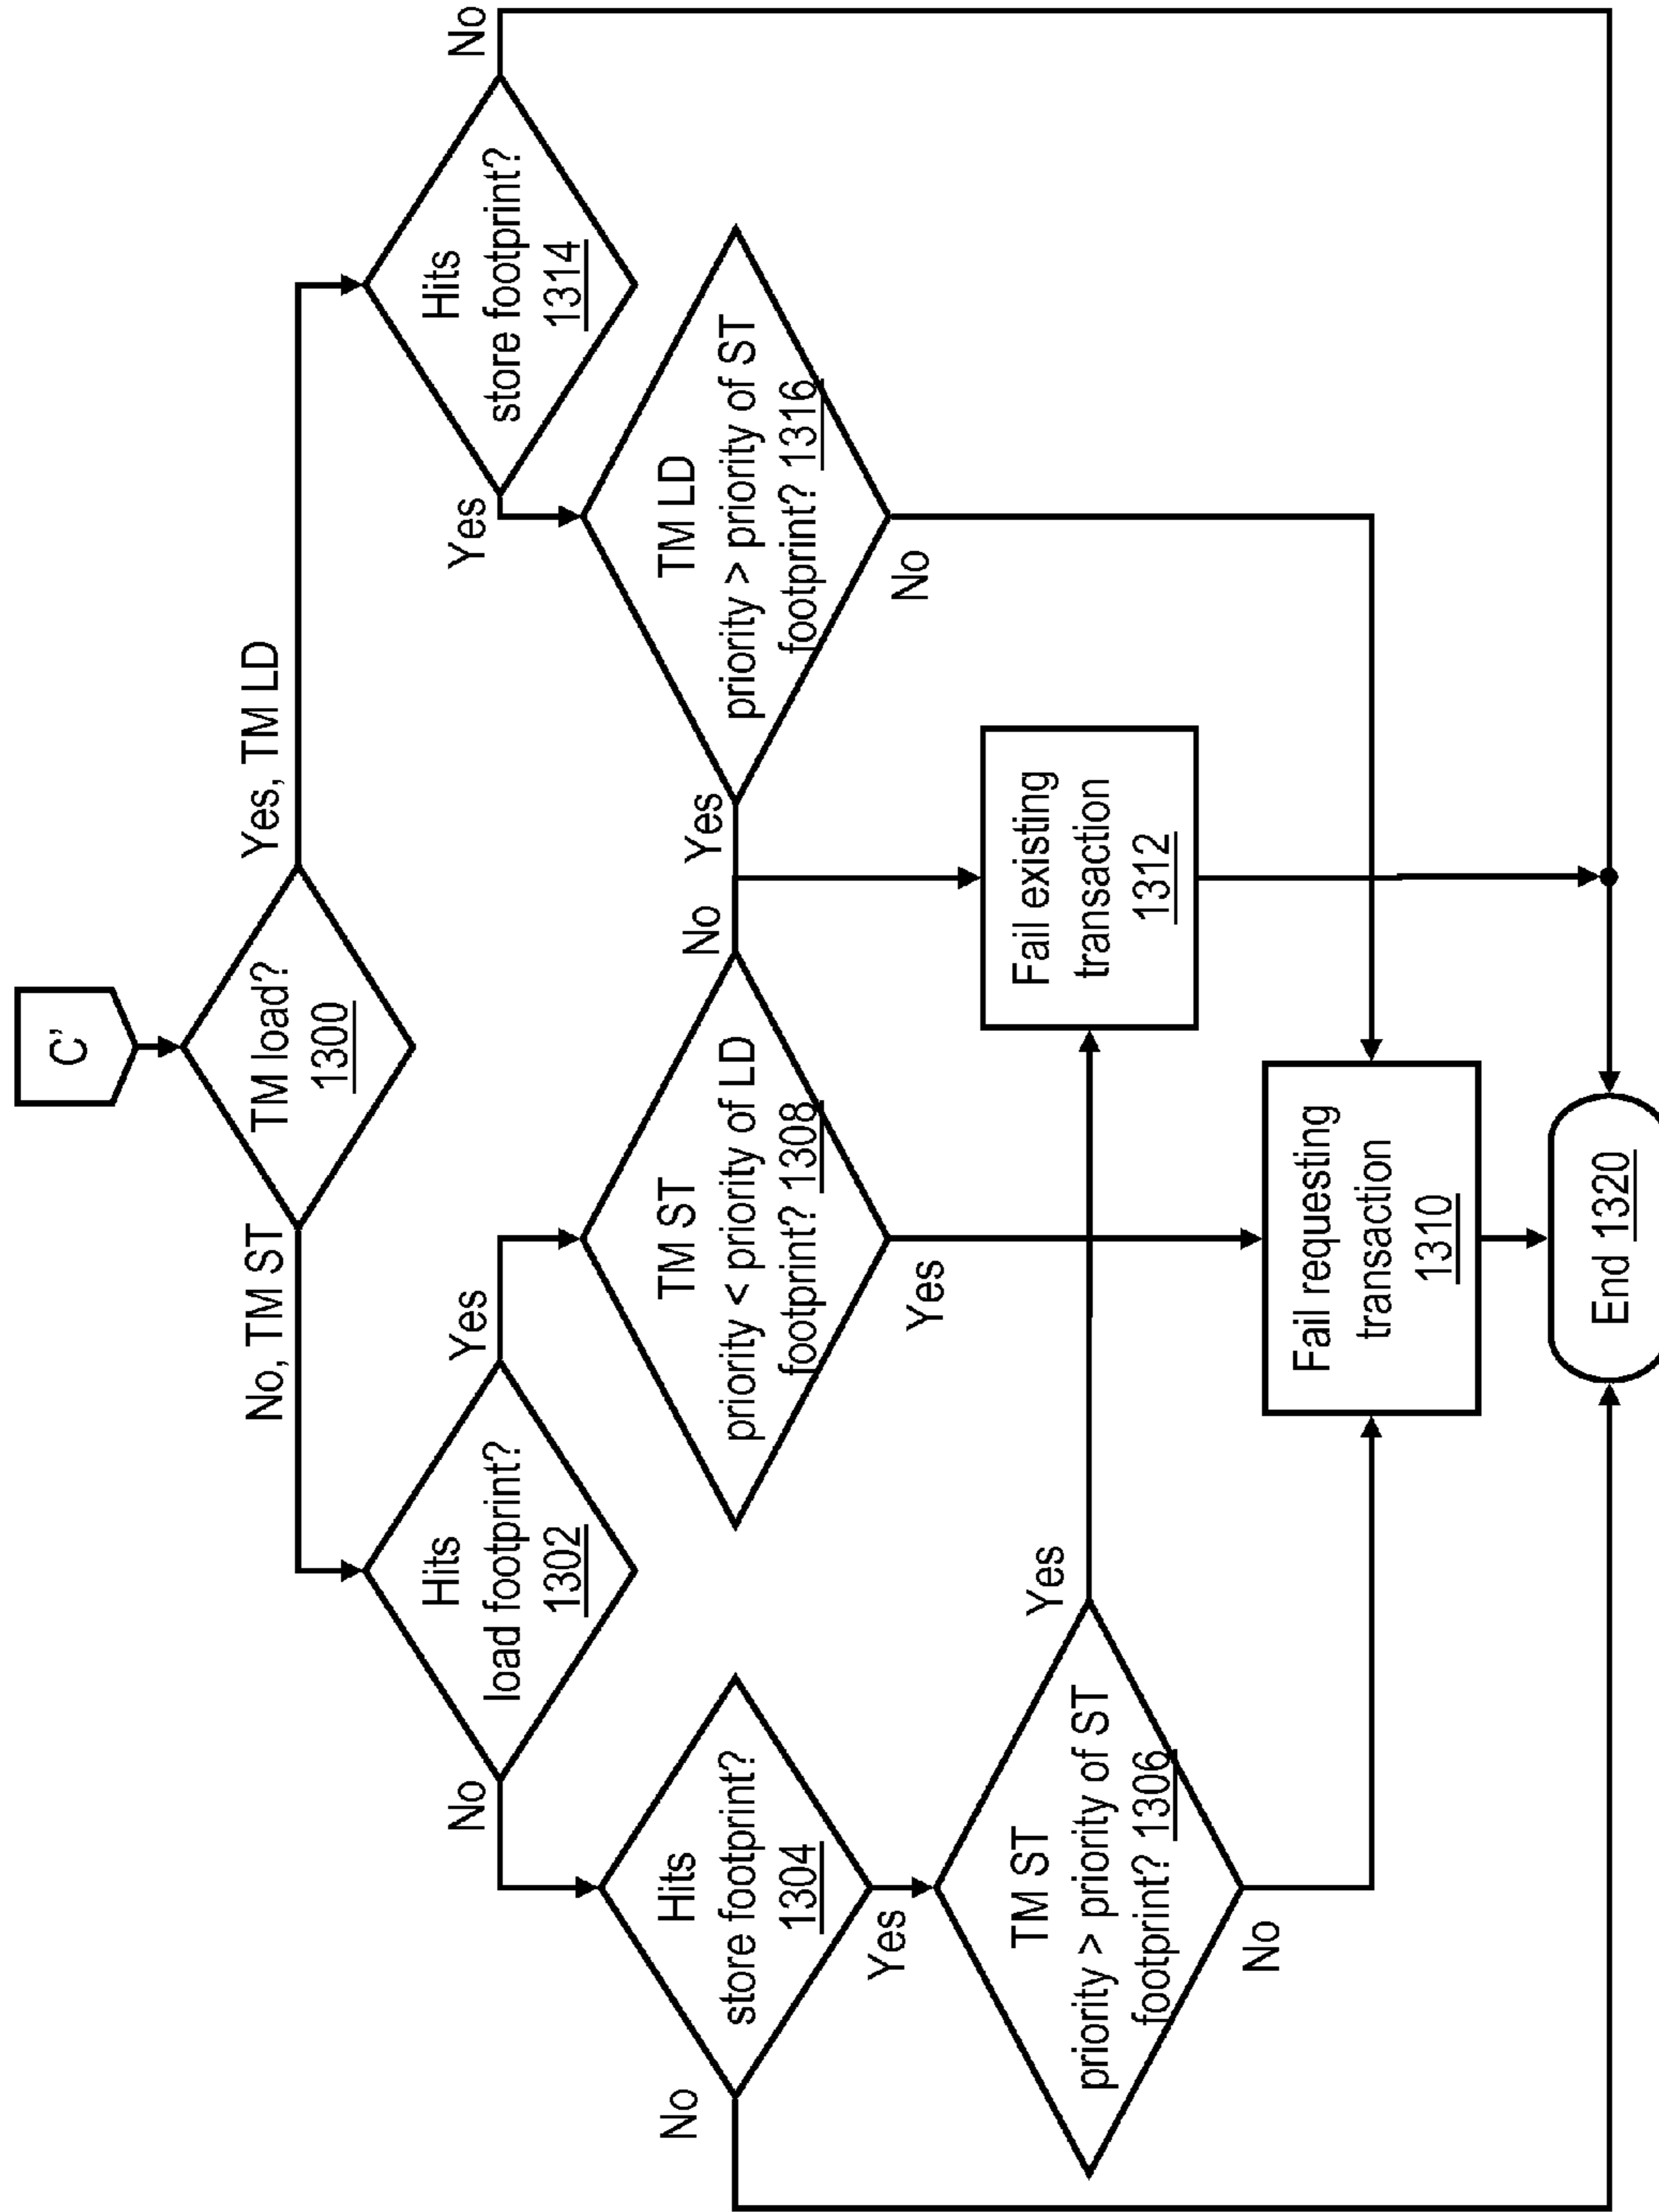 C'
TM load?
1300
No, TM ST
Yes, TM LD
Hits
load footprint?
1302
No
Yes
Hits
store footprint?
1314
Yes
No
Hits
store footprint?
1304
No
Yes
TM ST
priority < priority of LD
footprint? 1308
No
Yes
TM LD
priority > priority of ST
footprint? 1316
Yes
No
TM ST
priority > priority of ST
footprint? 1306
Yes
No
Fail existing
transaction
1312
Fail requesting
transaction
1310
End 1320